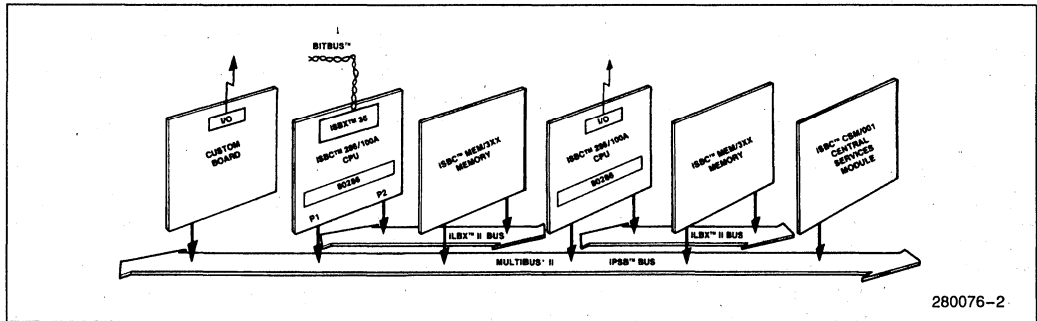 BITBUS™
I/O
CUSTOM
BOARD
ISBX™ 36
ISBC™ 286/100A
CPU
80286
P1
P2
ISBC™ MEM/3XX
MEMORY
I/O
ISBC™ 286/100A
CPU
80286
ISBC™ MEM/3XX
MEMORY
ISBC™ CSM/001
CENTRAL
SERVICES
MODULE
ILBX™ II BUS
ILBX™ II BUS
MULTIBUS® II IPSB™ BUS
280076-2